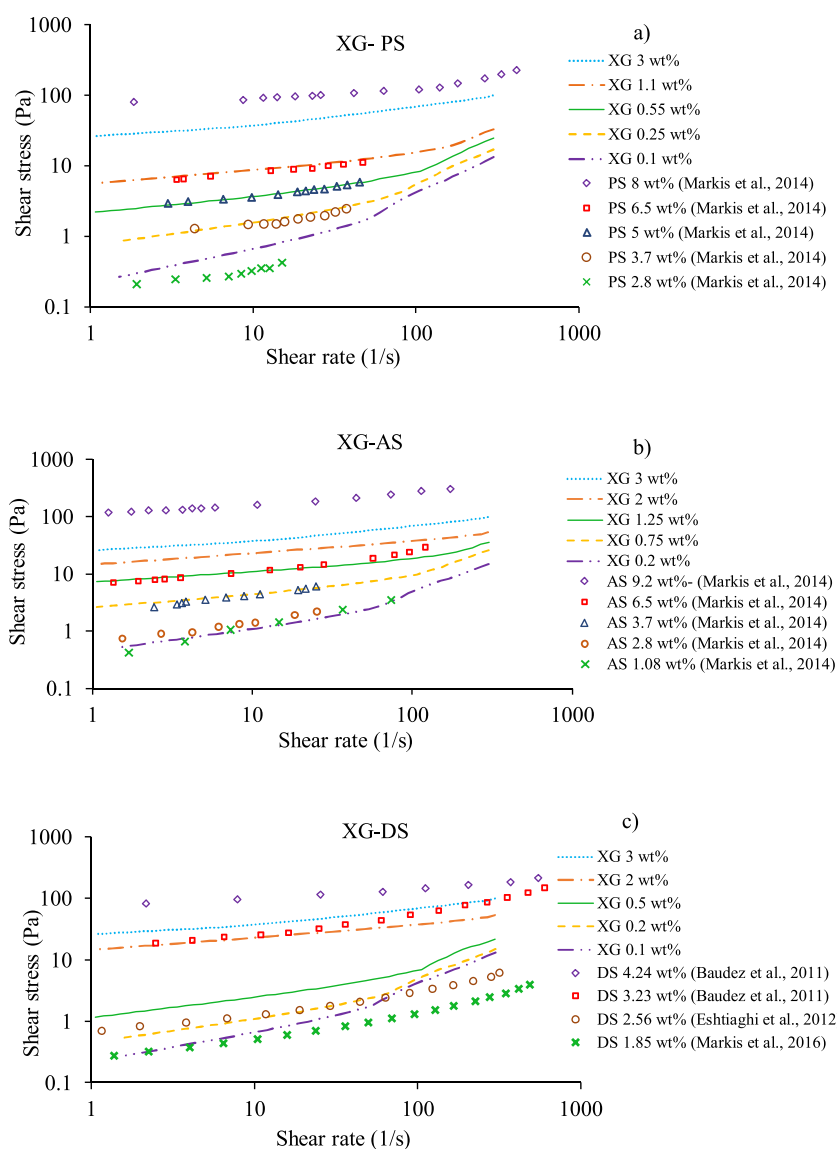 XG- PS
a)
1000
100
10
1
0.1
Shear stress (Pa)
1
10
100
1000
Shear rate (1/s)
XG 3 wt%
XG 1.1 wt%
XG 0.55 wt%
XG 0.25 wt%
XG 0.1 wt%
PS 8 wt% (Markis et al., 2014)
PS 6.5 wt% (Markis et al., 2014)
PS 5 wt% (Markis et al., 2014)
PS 3.7 wt% (Markis et al., 2014)
PS 2.8 wt% (Markis et al., 2014)
XG-AS
b)
1000
100
10
1
0.1
Shear stress (Pa)
1
10
100
1000
Shear rate (1/s)
XG 3 wt%
XG 2 wt%
XG 1.25 wt%
XG 0.75 wt%
XG 0.2 wt%
AS 9.2 wt%- (Markis et al., 2014)
AS 6.5 wt% (Markis et al., 2014)
AS 3.7 wt% (Markis et al., 2014)
AS 2.8 wt% (Markis et al., 2014)
AS 1.08 wt% (Markis et al., 2014)
XG-DS
c)
1000
100
10
1
0.1
Shear stress (Pa)
1
10
100
1000
Shear rate (1/s)
XG 3 wt%
XG 2 wt%
XG 0.5 wt%
XG 0.2 wt%
XG 0.1 wt%
DS 4.24 wt% (Baudez et al., 2011)
DS 3.23 wt% (Baudez et al., 2011)
DS 2.56 wt% (Eshtiaghi et al., 2012
DS 1.85 wt% (Markis et al., 2016)